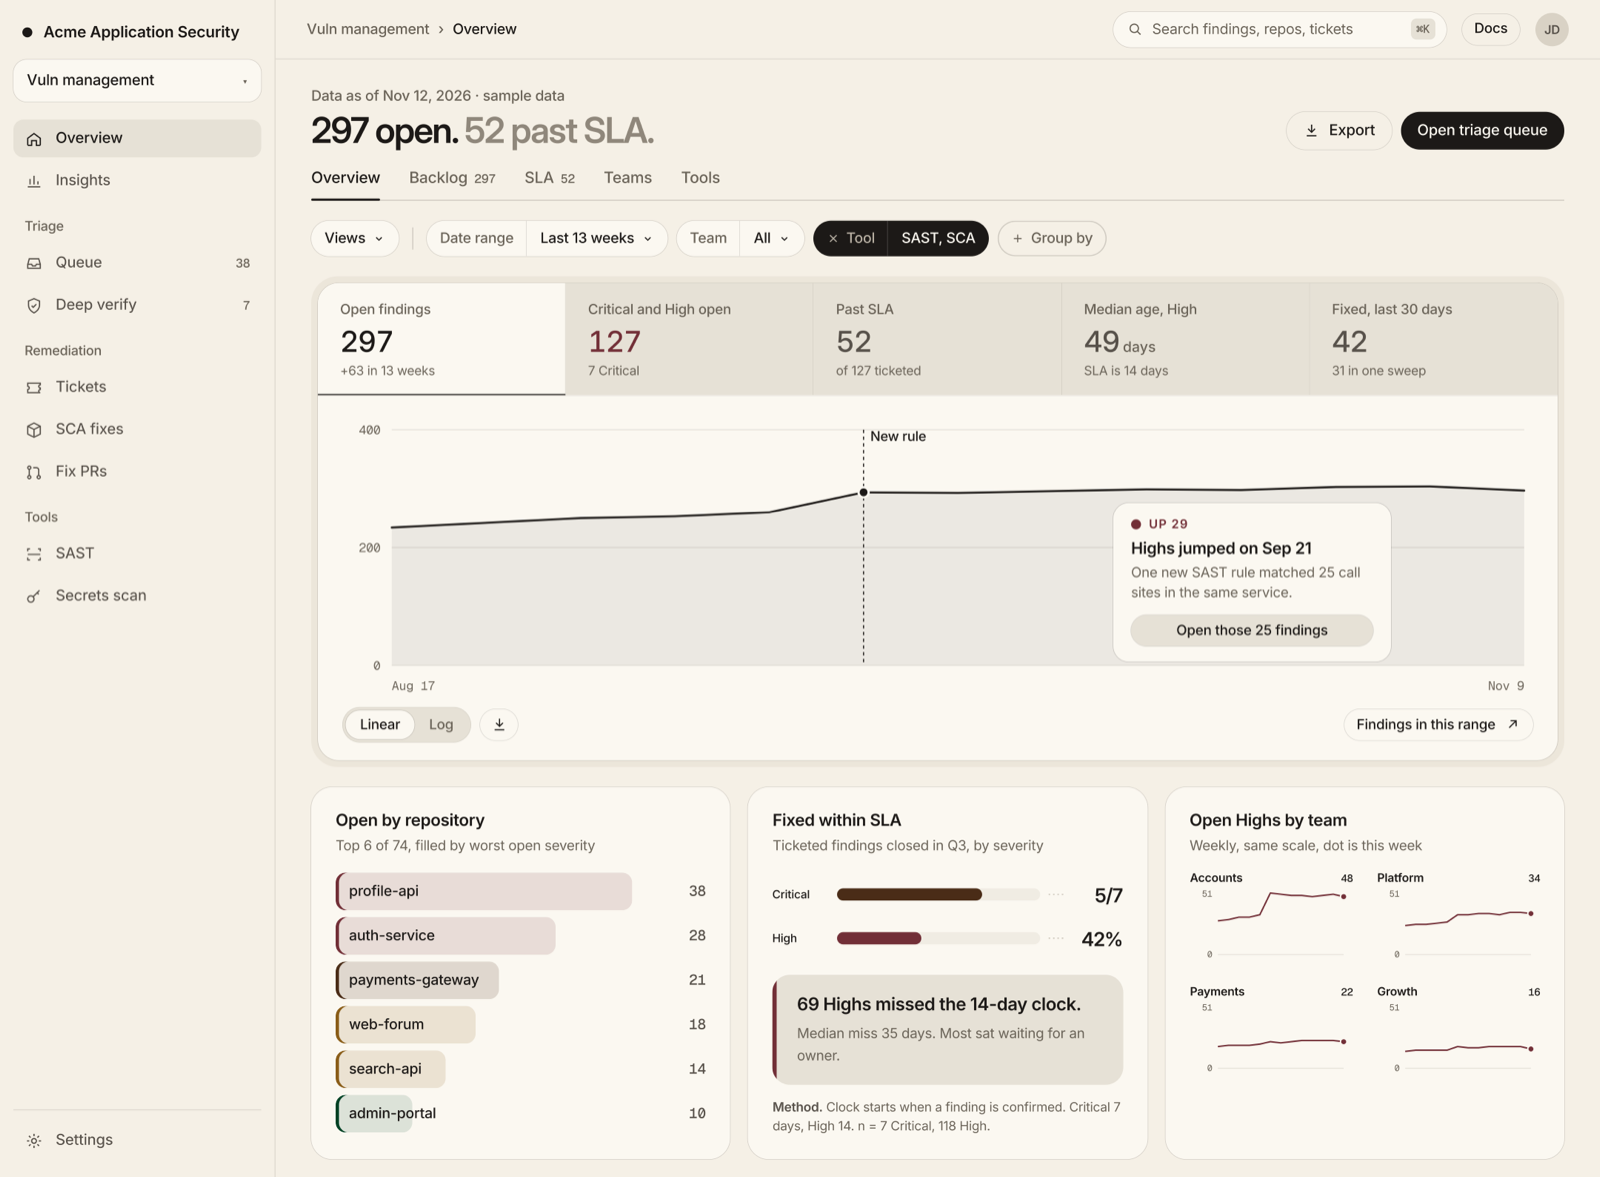 Acme Application Security
Vuln management
Overview
Insights
Triage
Queue 38
Deep verify 7
Remediation
Tickets
SCA fixes
Fix PRs
Tools
SAST
Secrets scan
Settings
Vuln management › Overview
Search findings, repos, tickets ⌘K
Docs
JD
Data as of Nov 12, 2026 · sample data
297 open. 52 past SLA.
Export
Open triage queue
Overview Backlog 297 SLA 52 Teams Tools
Views Date range Last 13 weeks Team All × Tool SAST, SCA + Group by
Open findings
297
+63 in 13 weeks
Critical and High open
127
7 Critical
Past SLA
52
of 127 ticketed
Median age, High
49 days
SLA is 14 days
Fixed, last 30 days
42
31 in one sweep
400
New rule
200
0
UP 29
Highs jumped on Sep 21
One new SAST rule matched 25 call
sites in the same service.
Open those 25 findings
Aug 17 Nov 9
Linear Log
Findings in this range
Open by repository
Top 6 of 74, filled by worst open severity
profile-api 38
auth-service 28
payments-gateway 21
web-forum 18
search-api 14
admin-portal 10
Fixed within SLA
Ticketed findings closed in Q3, by severity
Critical 5/7
High 42%
69 Highs missed the 14-day clock.
Median miss 35 days. Most sat waiting for an
owner.
Method. Clock starts when a finding is confirmed. Critical 7
days, High 14. n = 7 Critical, 118 High.
Open Highs by team
Weekly, same scale, dot is this week
Accounts 48
51
0
Platform 34
51
0
Payments 22
51
0
Growth 16
51
0